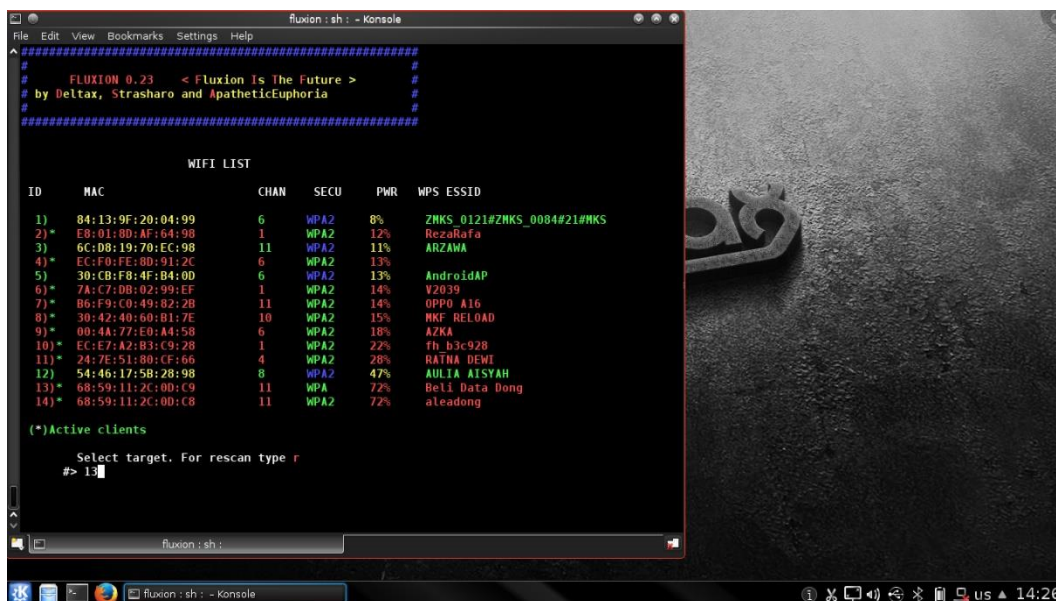 fluxion : sh : - Konsole
File Edit View Bookmarks Settings Help
##########################################################
# #
# FLUXION 0.23 < Fluxion Is The Future > #
# by Deltax, Strasharo and ApatheticEuphoria #
# #
##########################################################
WIFI LIST
ID MAC CHAN SECU PWR WPS ESSID
1) 84:13:9F:20:04:99 6 WPA2 8% ZMKS_0121#ZMKS_0084#21#MKS
2)* E8:01:8D:AF:64:98 1 WPA2 12% RezaRafa
3) 6C:D8:19:70:EC:98 11 WPA2 11% ARZAWA
4)* EC:F0:FE:8D:91:2C 6 WPA2 13%
5) 30:CB:F8:4F:B4:0D 6 WPA2 13% AndroidAP
6)* 7A:C7:DB:02:99:EF 1 WPA2 14% V2039
7)* B6:F9:C0:49:82:2B 11 WPA2 14% OPPO A16
8)* 30:42:40:60:B1:7E 10 WPA2 15% MKF RELOAD
9)* 00:4A:77:E0:A4:58 6 WPA2 18% AZKA
10)* EC:E7:A2:B3:C9:28 1 WPA2 22% fh_b3c928
11)* 24:7E:51:80:CF:66 4 WPA2 28% RATNA DEWI
12) 54:46:17:5B:28:98 8 WPA2 47% AULIA AISYAH
13)* 68:59:11:2C:0D:C9 11 WPA 72% Beli Data Dong
14)* 68:59:11:2C:0D:C8 11 WPA2 72% aleadong
(*)Active clients
Select target. For rescan type r
#> 13
fluxion : sh :
fluxion : sh : - Konsole
us 14:26